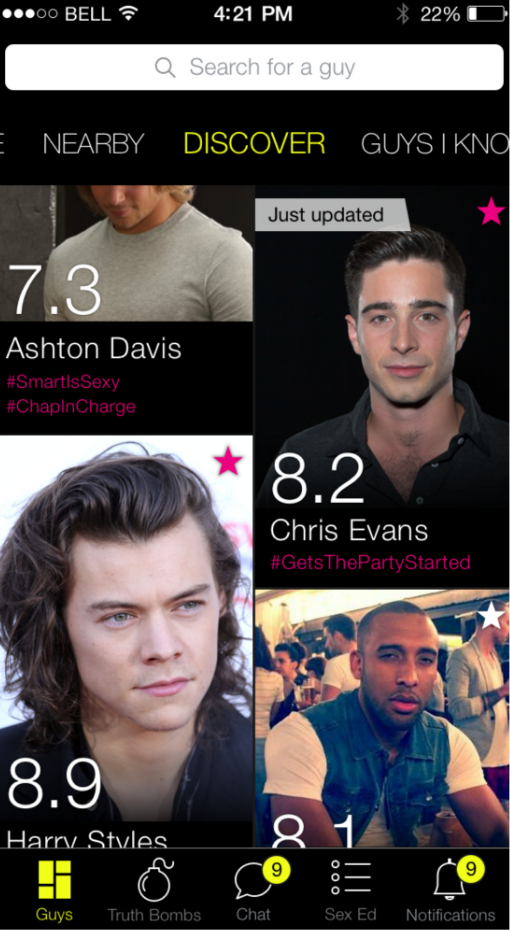 BELL 4:21 PM 22%
Search for a guy
E NEARBY DISCOVER GUYS I KNO
7.3
Ashton Davis
#SmartIsSexy
#ChapInCharge
Just updated
8.2
Chris Evans
#GetsThePartyStarted
8.9
Harry Styles
8.1
9 9
Guys Truth Bombs Chat Sex Ed Notifications